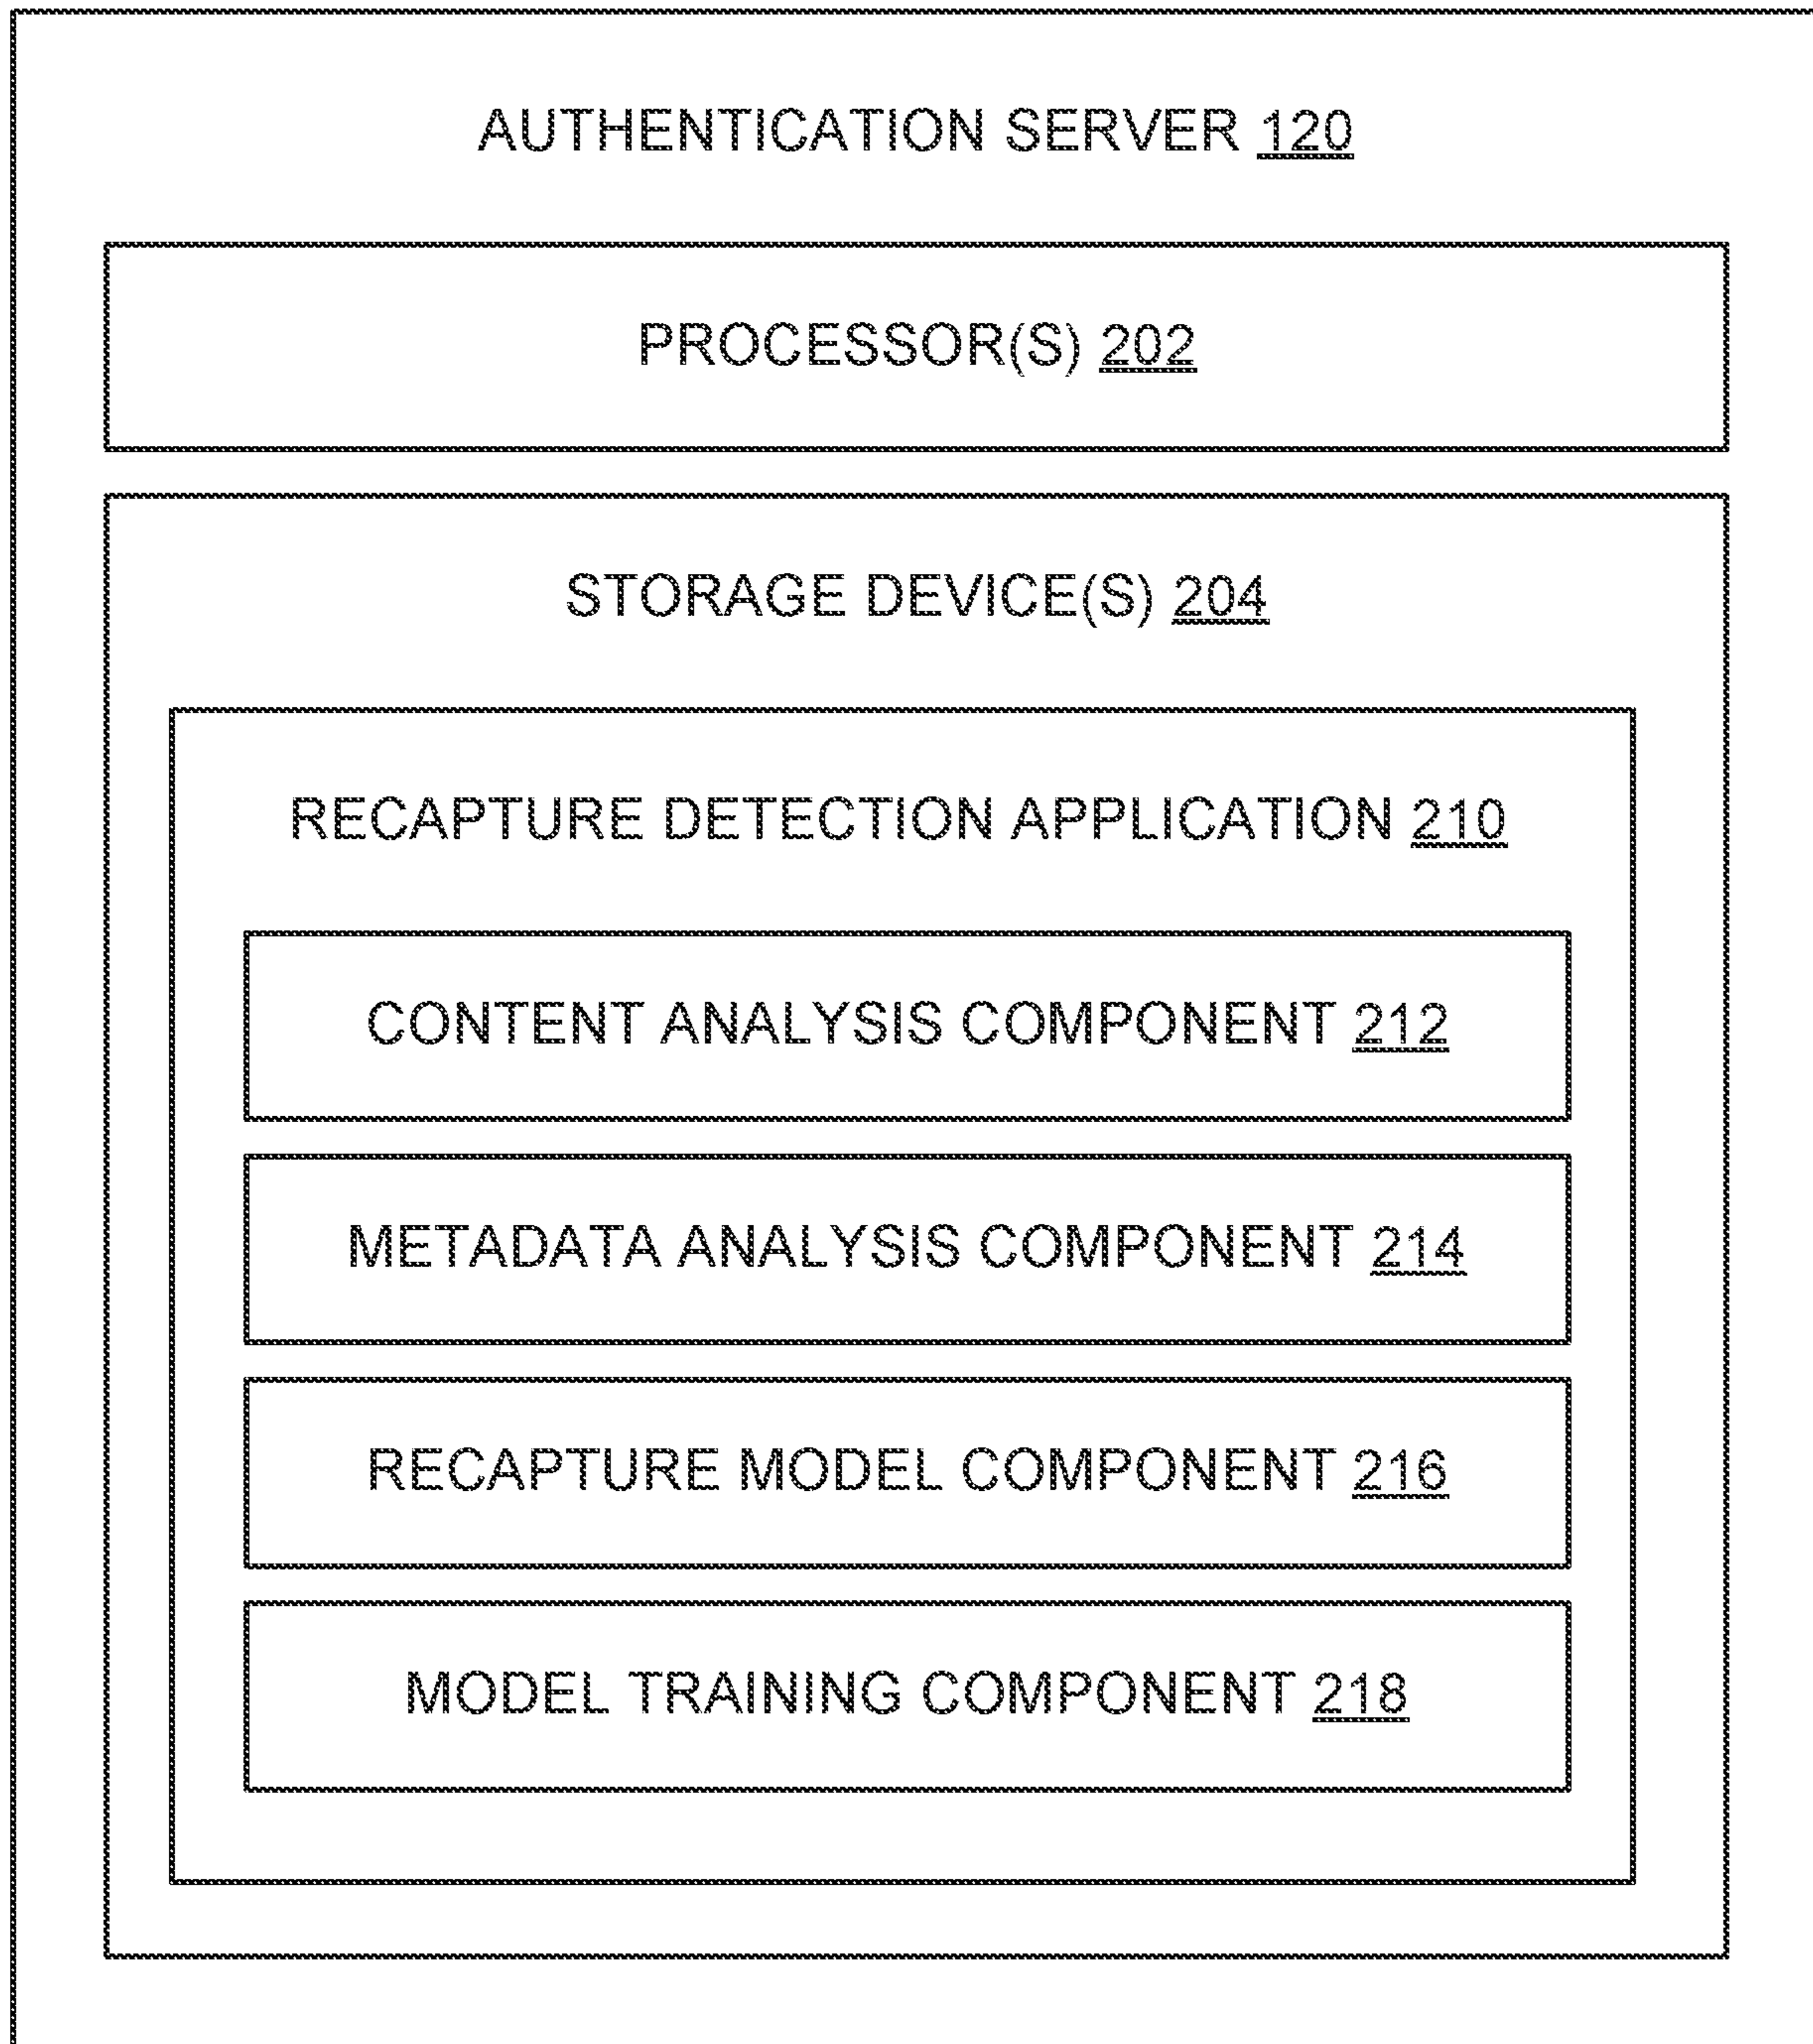 AUTHENTICATION SERVER 120
PROCESSOR(S) 202
STORAGE DEVICE(S) 204
RECAPTURE DETECTION APPLICATION 210
CONTENT ANALYSIS COMPONENT 212
METADATA ANALYSIS COMPONENT 214
RECAPTURE MODEL COMPONENT 216
MODEL TRAINING COMPONENT 218